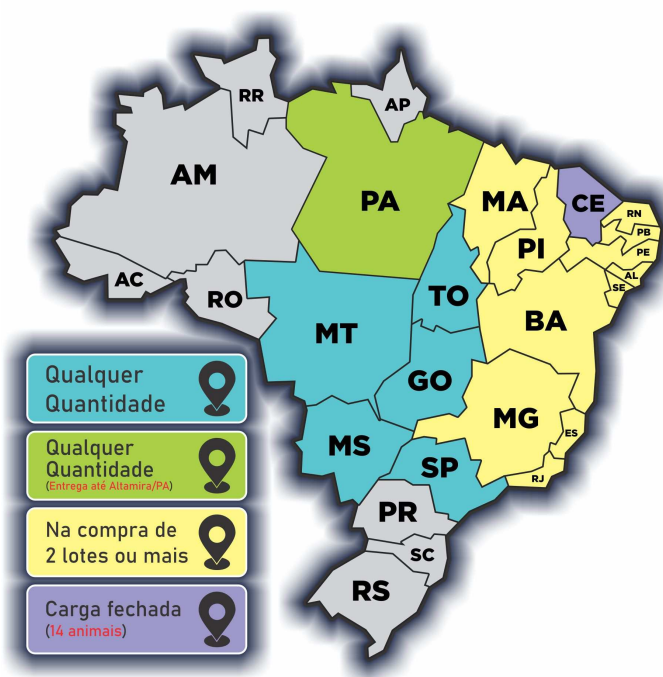 RR
AP
AM
PA
MA
CE
RN
PB
PE
PI
AL
SE
AC
RO
TO
BA
MT
GO
MG
ES
MS
SP
RJ
PR
SC
RS
Qualquer
Quantidade
Qualquer
Quantidade
(Entrega até Altamira/PA)
Na compra de
2 lotes ou mais
Carga fechada
(14 animais)